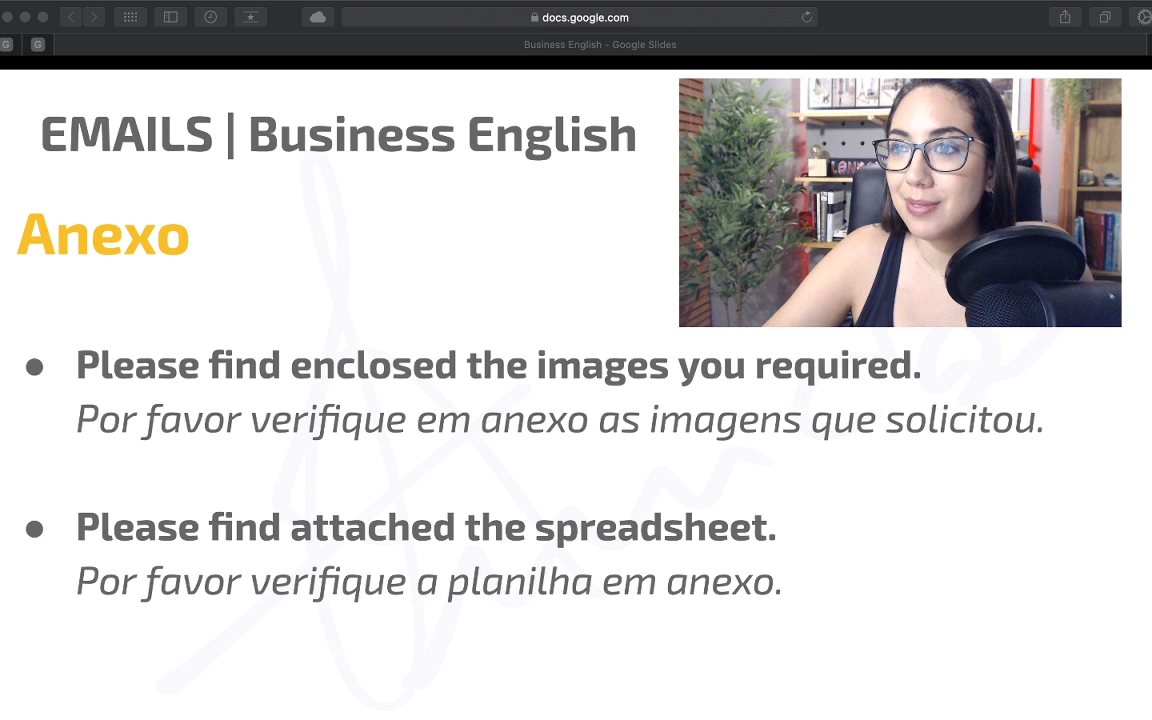 docs.google.com
G
G
Business English - Google Slides
EMAILS | Business English
Anexo
LONDON
● Please find enclosed the images you required.
Por favor verifique em anexo as imagens que solicitou.
● Please find attached the spreadsheet.
Por favor verifique a planilha em anexo.